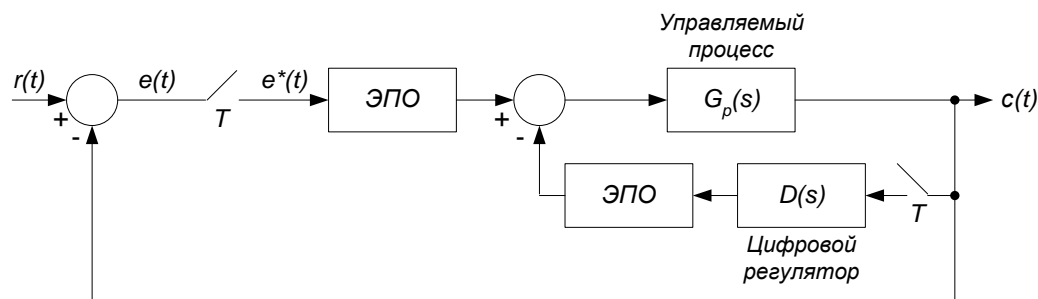 Управляемый
процесс
r(t)
e(t)
e*(t)
ЭПО
G_p(s)
c(t)
+
-
T
+
-
ЭПО
D(s)
T
Цифровой
регулятор